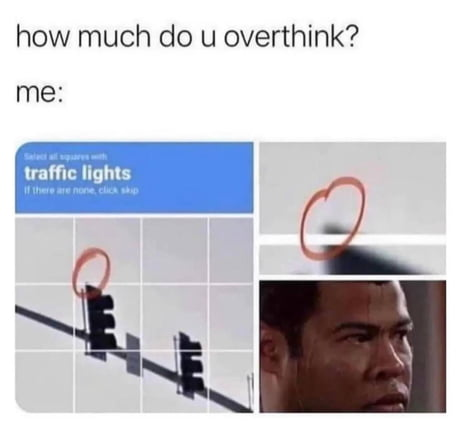 how much do u overthink?
me:
Select all squares with
traffic lights
If there are none, click skip